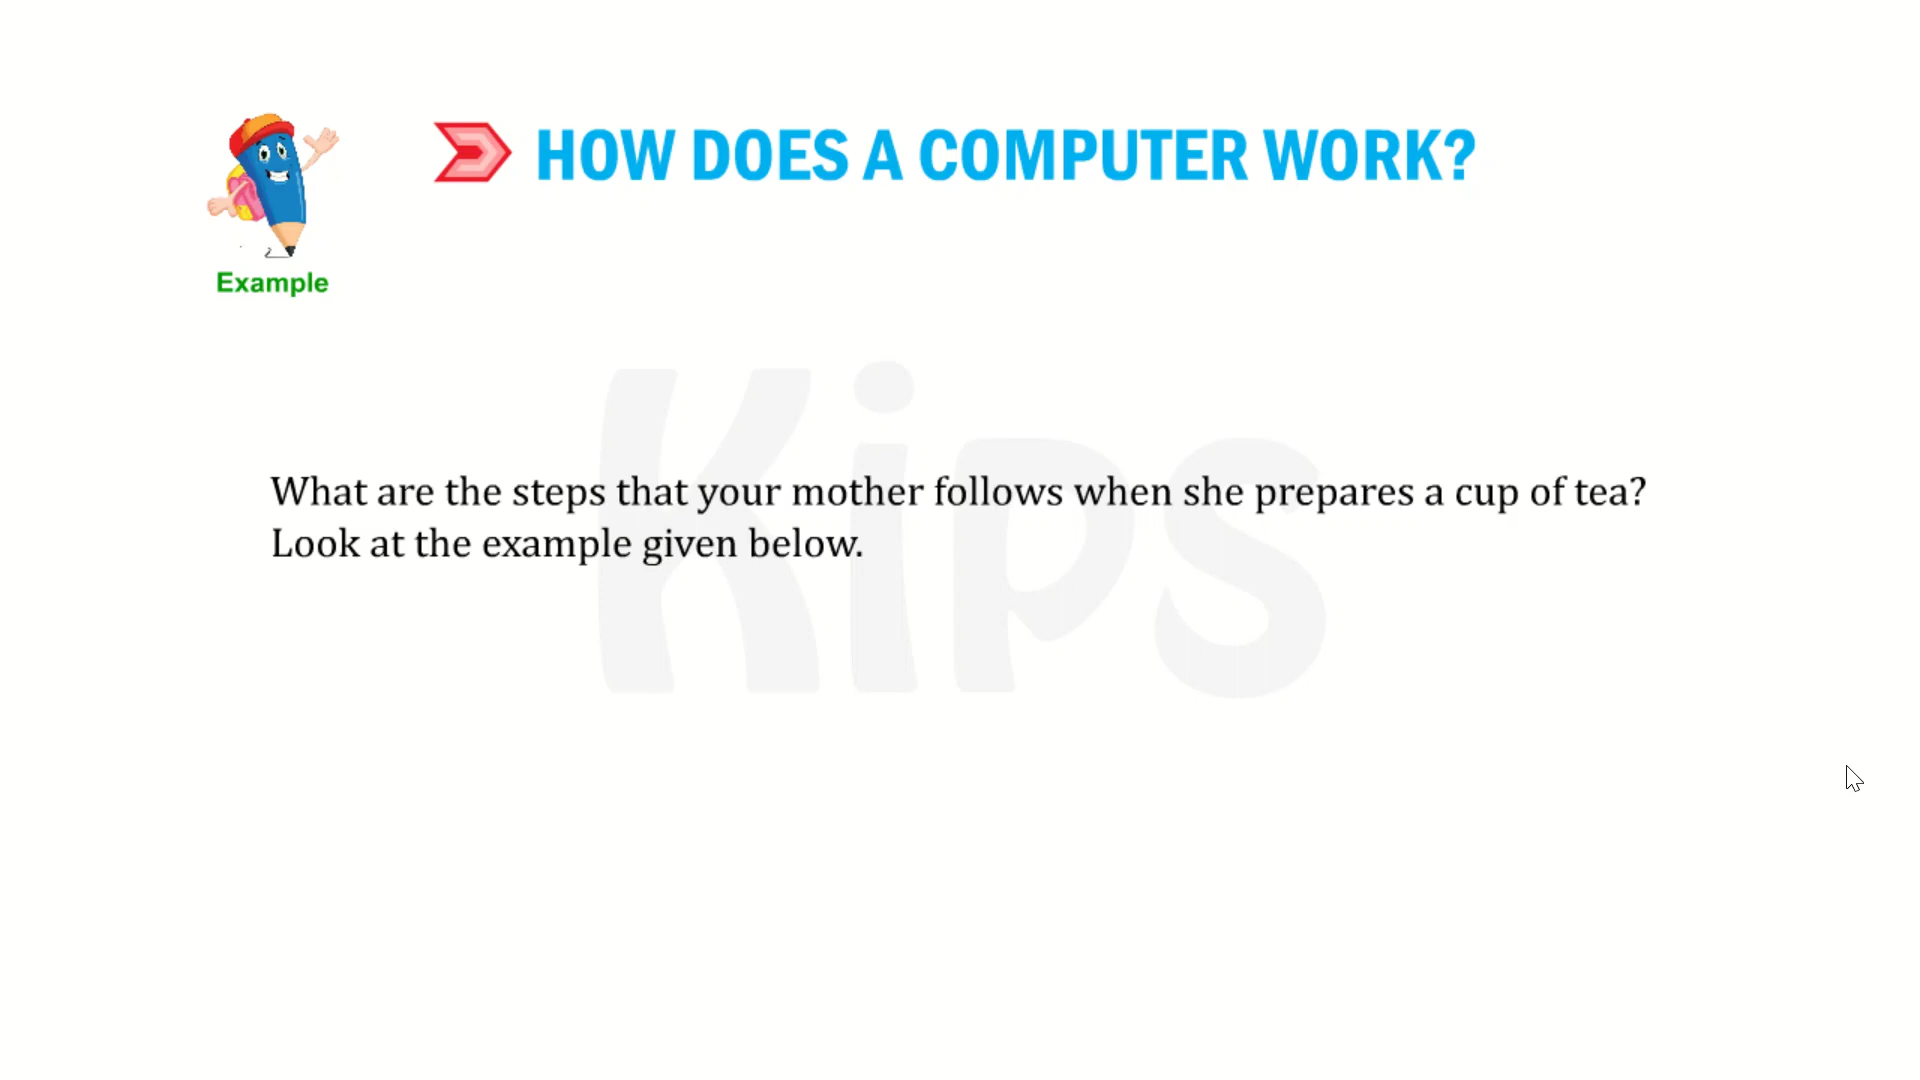 HOW DOES A COMPUTER WORK?
Example
Kips
What are the steps that your mother follows when she prepares a cup of tea?
Look at the example given below.